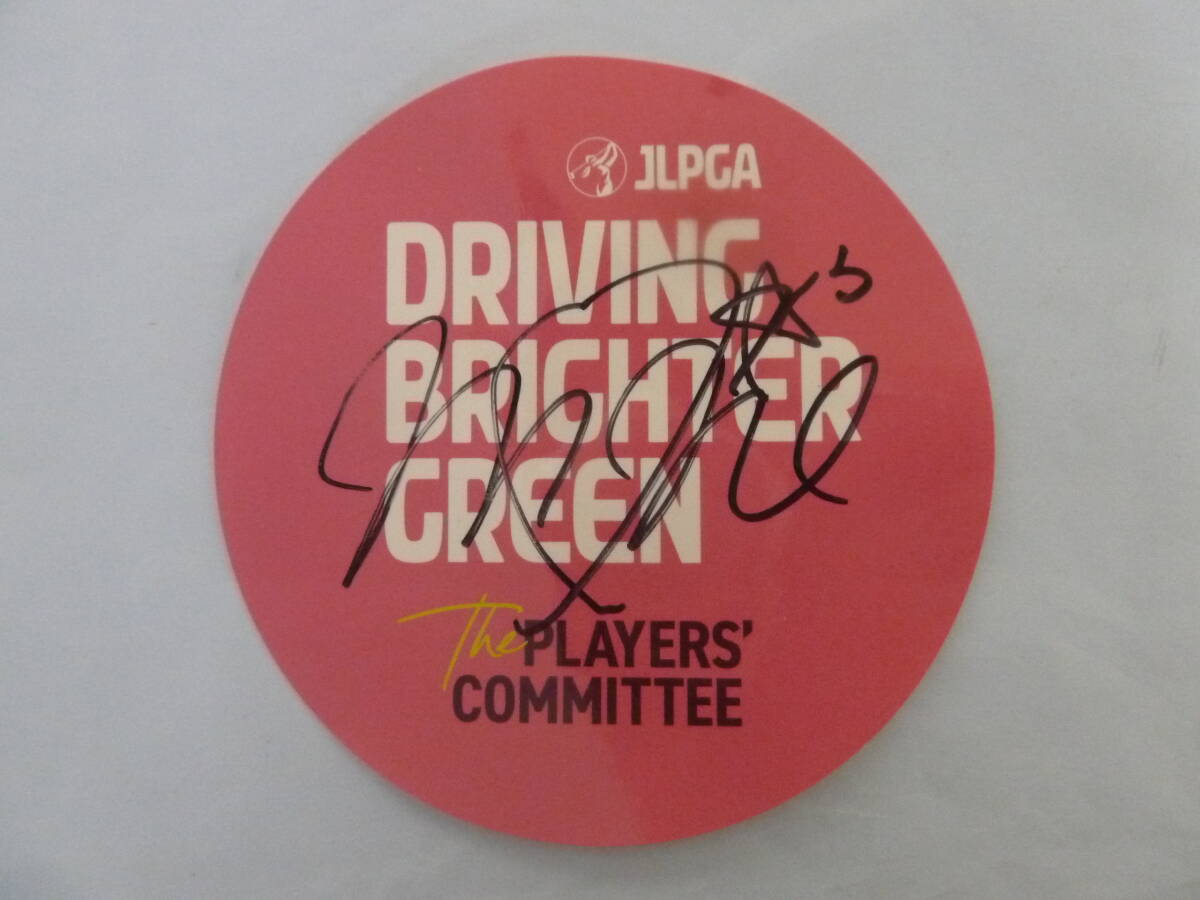 JLPGA
DRIVING
BRIGHTER
GREEN
The PLAYERS'
COMMITTEE